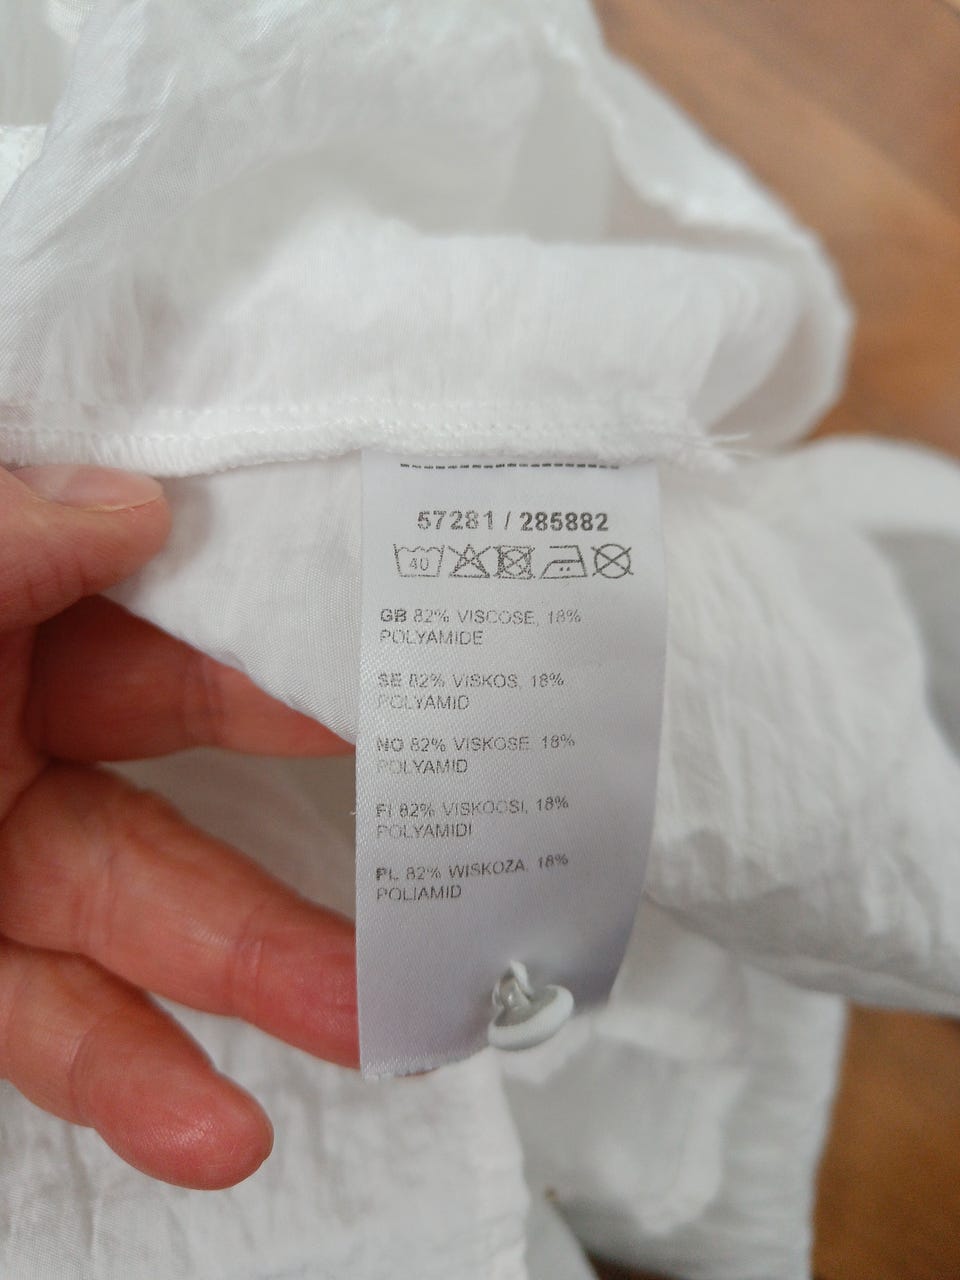 57281 / 285882
40
GB 82% VISCOSE, 18%
POLYAMIDE
SE 82% VISKOS, 18%
POLYAMID
NO 82% VISKOSE, 18%
POLYAMID
FI 82% VISKOOSI, 18%
POLYAMIDI
PL 82% WISKOZA, 18%
POLIAMID